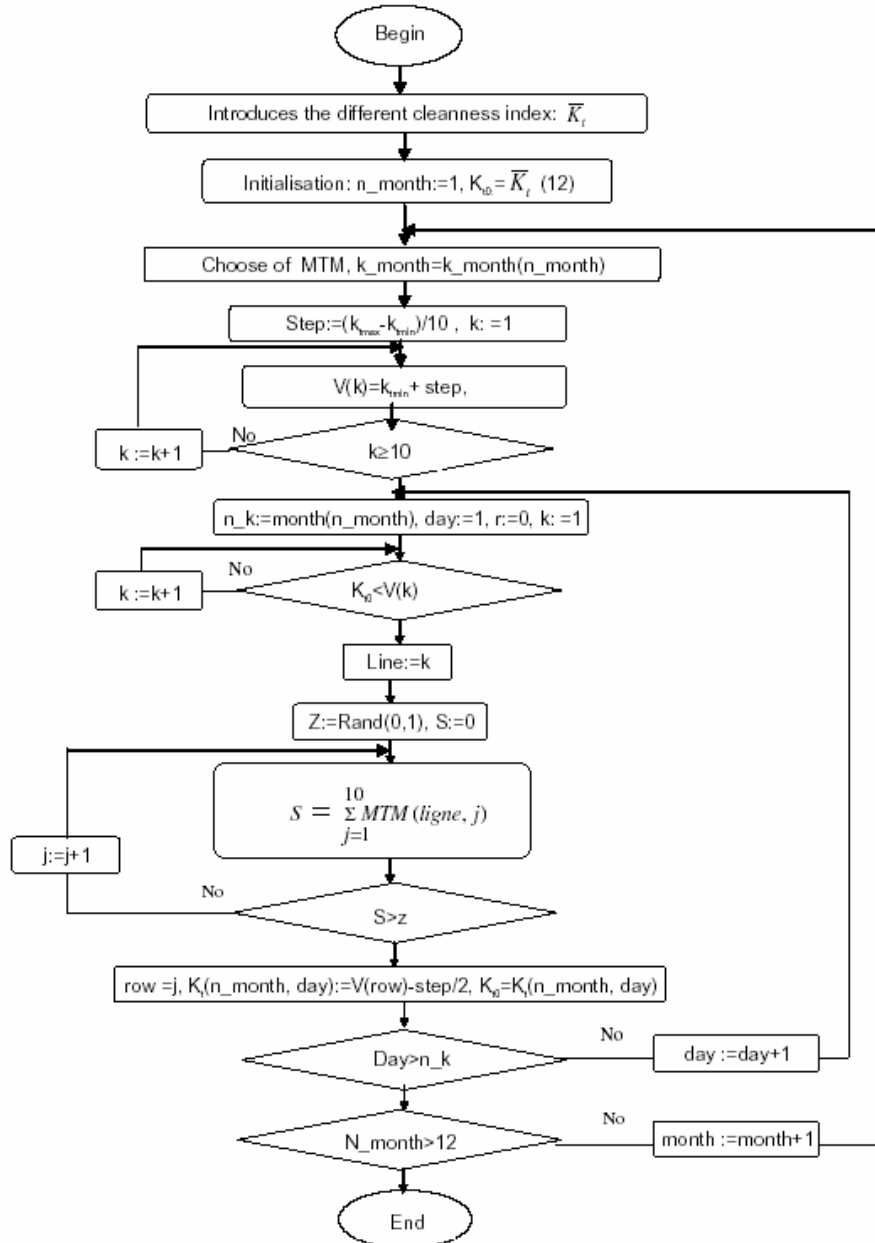 Begin
Introduces the different cleanness index: K̅ₜ
Initialisation: n_month:=1, Kₜ₀:= K̅ₜ (12)
Choose of MTM, k_month=k_month(n_month)
Step:=(kₜₘₐₓ-kₜₘᵢₙ)/10 , k: =1
V(k)=kₜₘᵢₙ+ step,
No
k :=k+1
k≥10
n_k:=month(n_month), day:=1, r:=0, k: =1
No
k :=k+1
Kₜ₀<V(k)
Line:=k
Z:=Rand(0,1), S:=0
10
S = Σ MTM (ligne, j)
j=1
j:=j+1
No
S>z
row =j, Kₜ(n_month, day):=V(row)-step/2, Kₜ₀=Kₜ(n_month, day)
Day>n_k
No
day :=day+1
N_month>12
No
month :=month+1
End